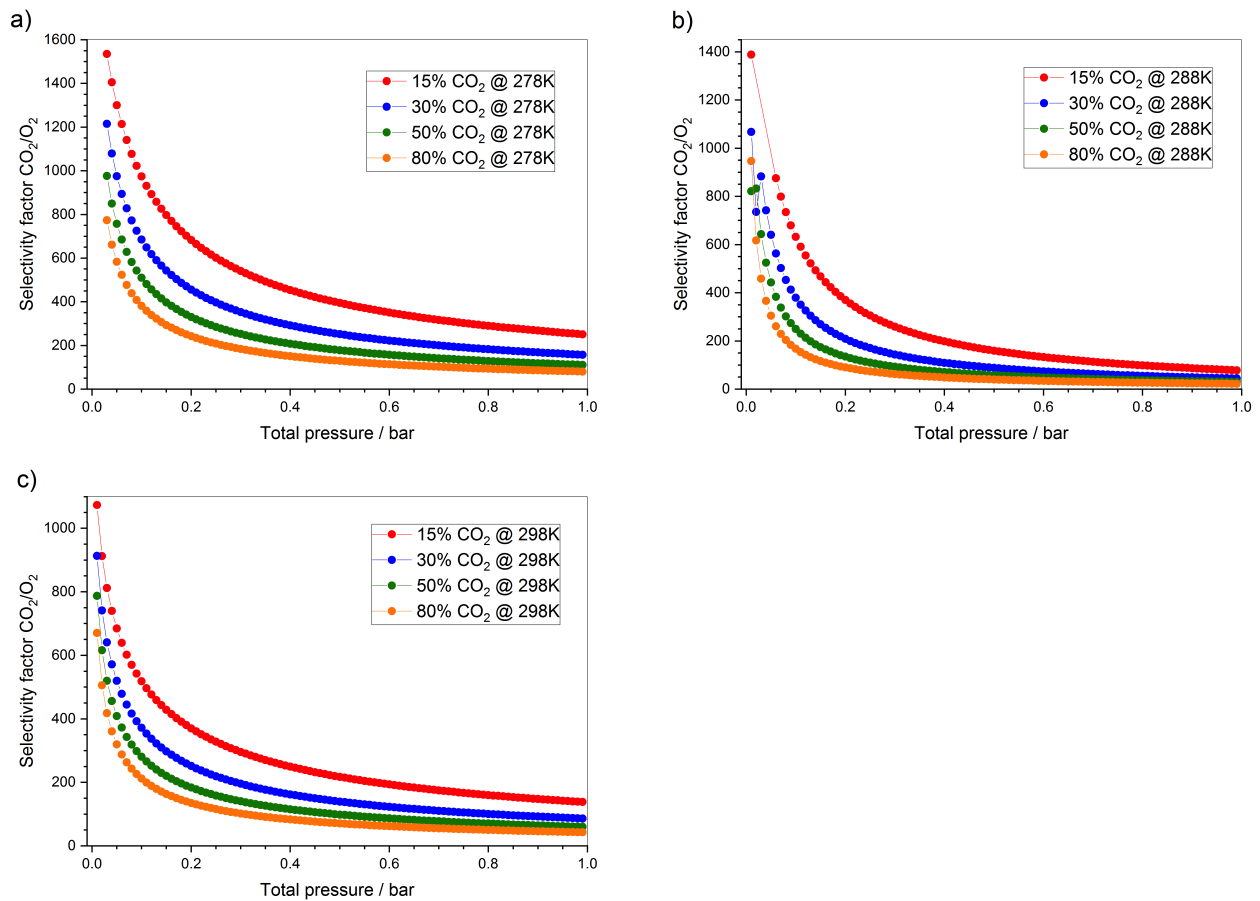 a)
Selectivity factor CO₂/O₂
1600
1400
1200
1000
800
600
400
200
0
0.0 0.2 0.4 0.6 0.8 1.0
Total pressure / bar
15% CO₂ @ 278K
30% CO₂ @ 278K
50% CO₂ @ 278K
80% CO₂ @ 278K
b)
Selectivity factor CO₂/O₂
1400
1200
1000
800
600
400
200
0
0.0 0.2 0.4 0.6 0.8 1.0
Total pressure / bar
15% CO₂ @ 288K
30% CO₂ @ 288K
50% CO₂ @ 288K
80% CO₂ @ 288K
c)
Selectivity factor CO₂/O₂
1000
800
600
400
200
0
0.0 0.2 0.4 0.6 0.8 1.0
Total pressure / bar
15% CO₂ @ 298K
30% CO₂ @ 298K
50% CO₂ @ 298K
80% CO₂ @ 298K